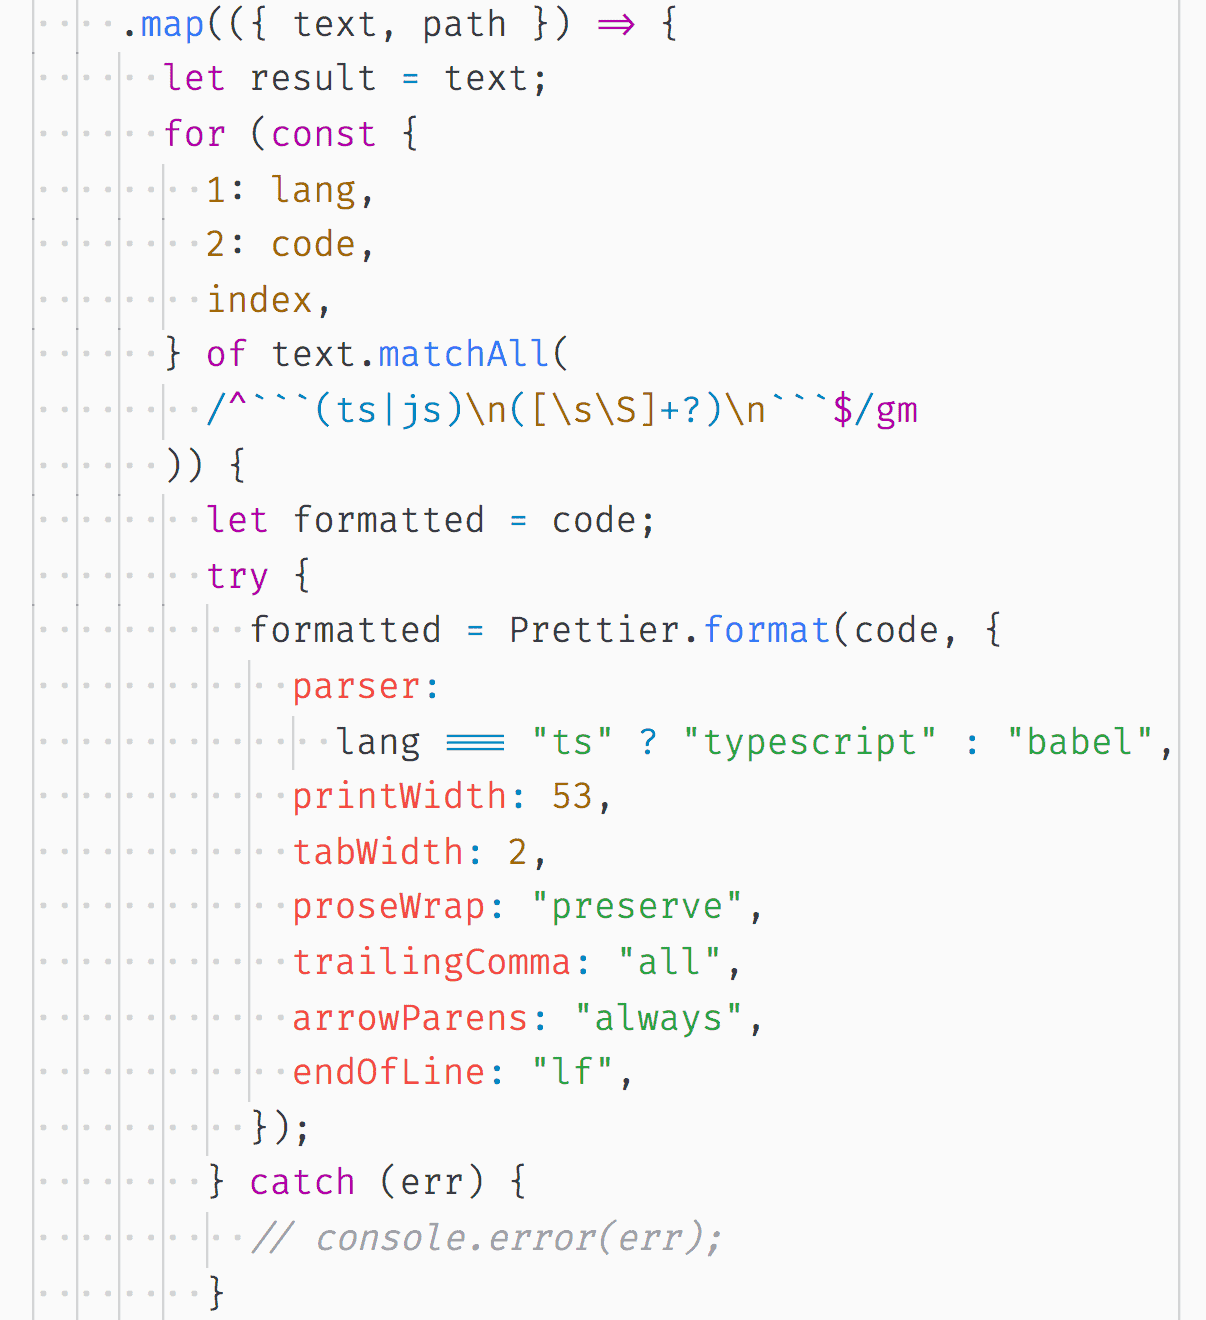 .map(({ text, path }) => {
let result = text;
for (const {
1: lang,
2: code,
index,
} of text.matchAll(
/^```(ts|js)\n([\s\S]+?)\n```$/gm
)) {
let formatted = code;
try {
formatted = Prettier.format(code, {
parser:
lang === "ts" ? "typescript" : "babel",
printWidth: 53,
tabWidth: 2,
proseWrap: "preserve",
trailingComma: "all",
arrowParens: "always",
endOfLine: "lf",
});
} catch (err) {
// console.error(err);
}